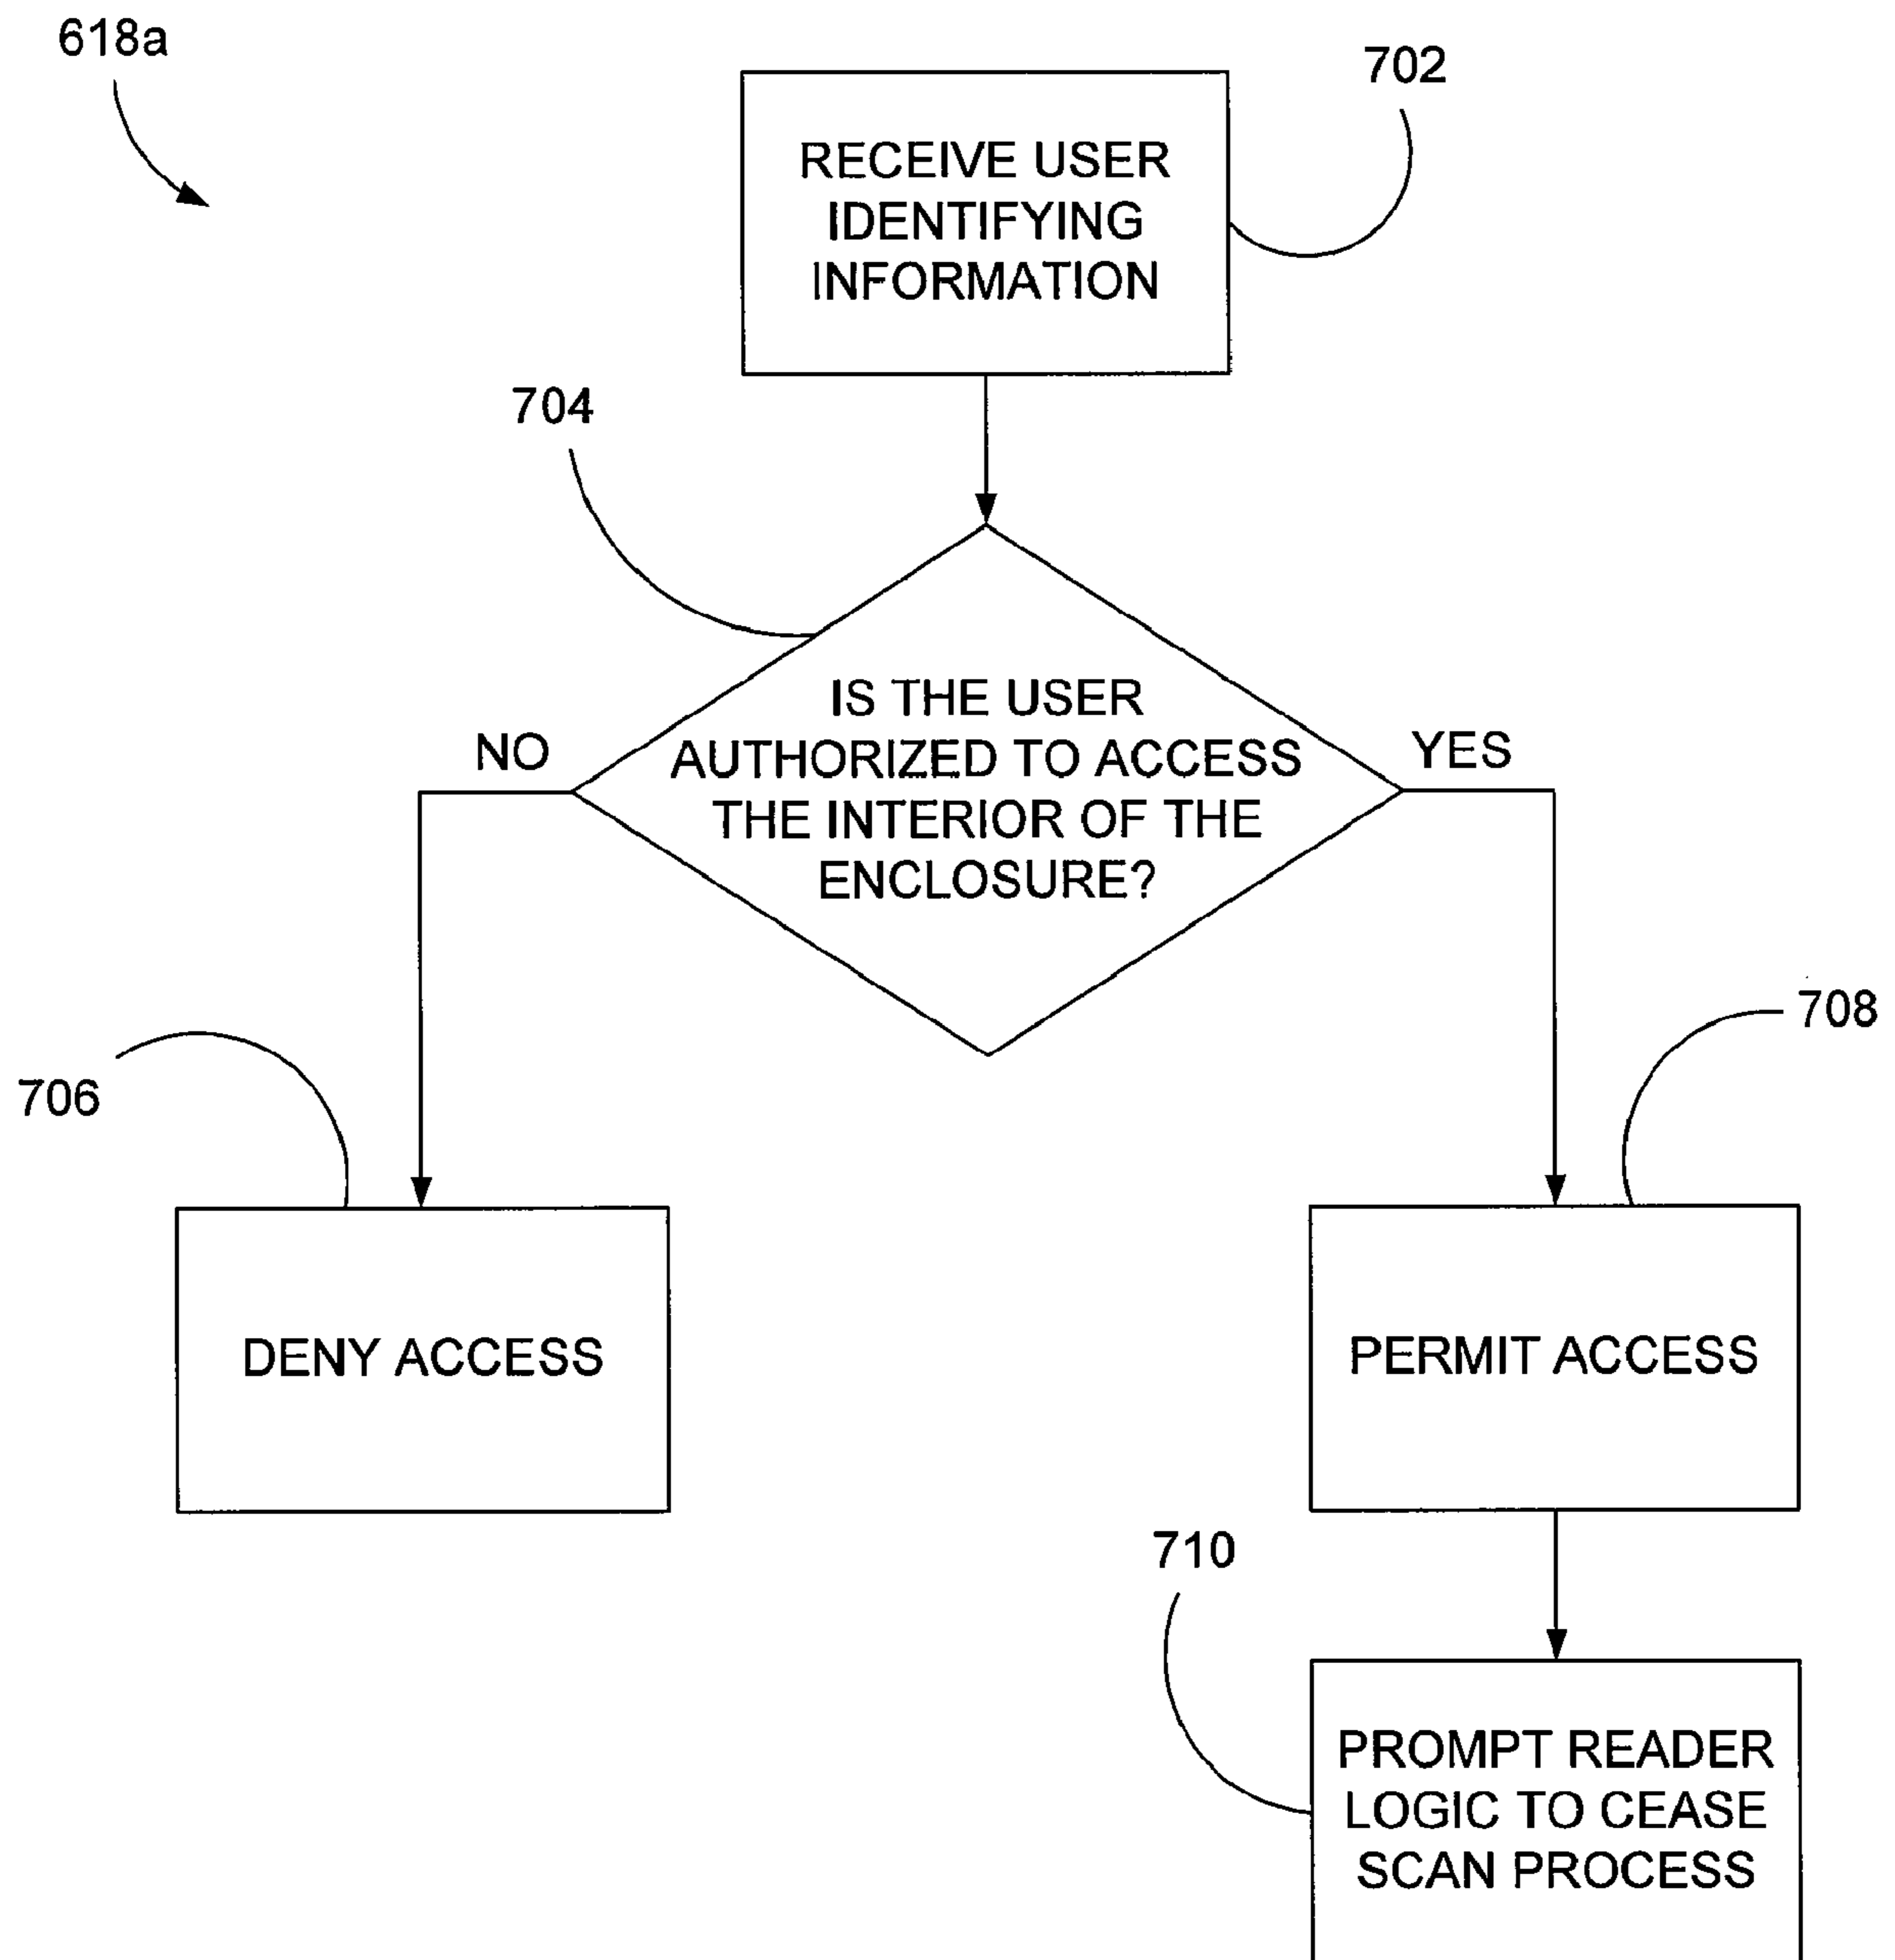 618a
702
RECEIVE USER
IDENTIFYING
INFORMATION
704
IS THE USER
AUTHORIZED TO ACCESS
THE INTERIOR OF THE
ENCLOSURE?
NO
YES
706
708
DENY ACCESS
PERMIT ACCESS
710
PROMPT READER
LOGIC TO CEASE
SCAN PROCESS